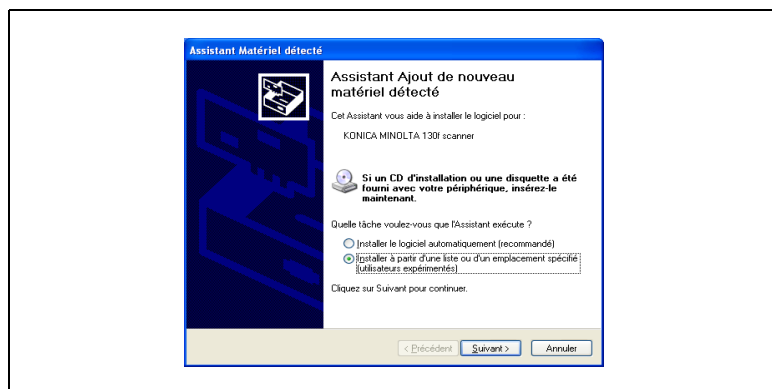 Assistant Matériel détecté
Assistant Ajout de nouveau
matériel détecté
Cet Assistant vous aide à installer le logiciel pour :
KONICA MINOLTA 130f scanner
Si un CD d'installation ou une disquette a été
fourni avec votre périphérique, insérez-le
maintenant.
Quelle tâche voulez-vous que l'Assistant exécute ?
Installer le logiciel automatiquement (recommandé)
Installer à partir d'une liste ou d'un emplacement spécifié
(utilisateurs expérimentés)
Cliquez sur Suivant pour continuer.
< Précédent Suivant > Annuler